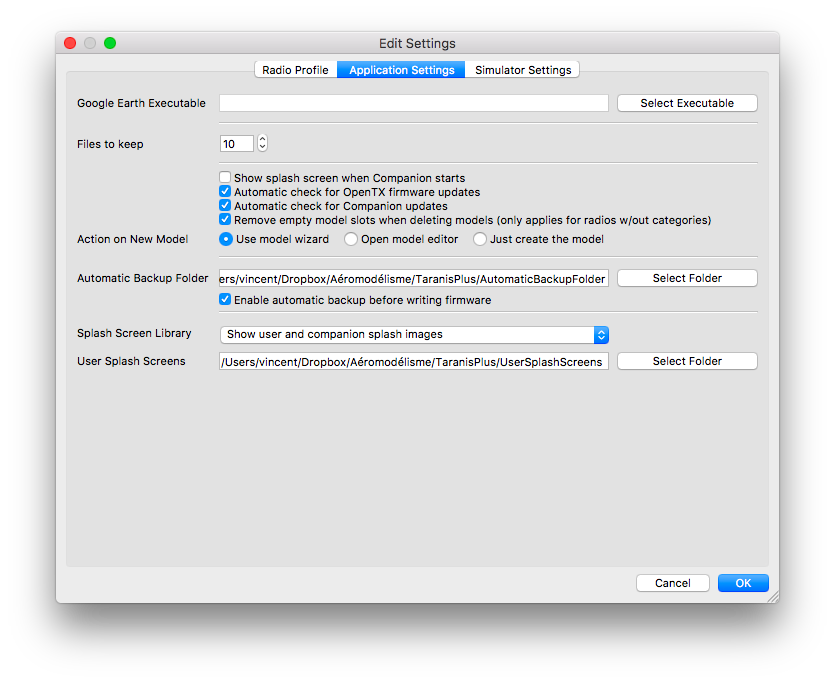 Edit Settings
Radio Profile Application Settings Simulator Settings
Google Earth Executable Select Executable
Files to keep 10
Show splash screen when Companion starts
Automatic check for OpenTX firmware updates
Automatic check for Companion updates
Remove empty model slots when deleting models (only applies for radios w/out categories)
Action on New Model Use model wizard Open model editor Just create the model
Automatic Backup Folder ers/vincent/Dropbox/Aéromodélisme/TaranisPlus/AutomaticBackupFolder Select Folder
Enable automatic backup before writing firmware
Splash Screen Library Show user and companion splash images
User Splash Screens /Users/vincent/Dropbox/Aéromodélisme/TaranisPlus/UserSplashScreens Select Folder
Cancel OK